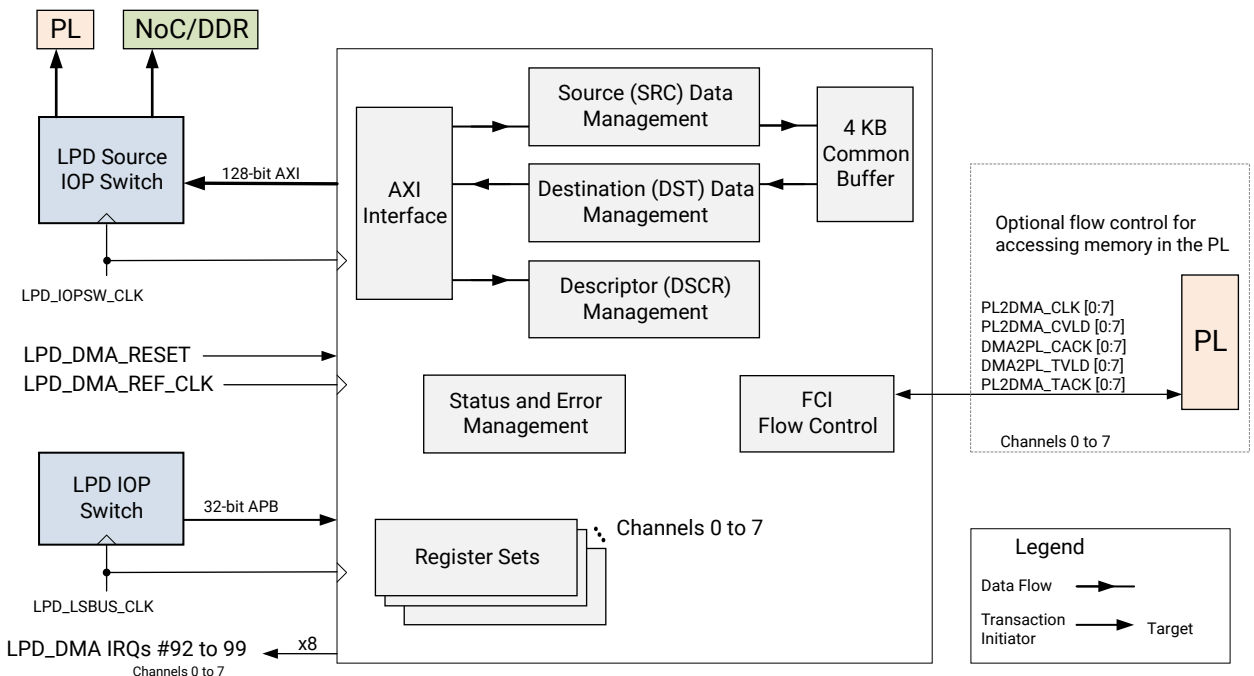 PL
NoC/DDR
LPD Source
IOP Switch
128-bit AXI
LPD_IOPSW_CLK
LPD_DMA_RESET
LPD_DMA_REF_CLK
LPD IOP
Switch
32-bit APB
LPD_LSBUS_CLK
LPD_DMA IRQs #92 to 99
x8
Channels 0 to 7
AXI
Interface
Source (SRC) Data
Management
Destination (DST) Data
Management
Descriptor (DSCR)
Management
4 KB
Common
Buffer
Status and Error
Management
FCI
Flow Control
Register Sets
Channels 0 to 7
Optional flow control for
accessing memory in the PL
PL2DMA_CLK [0:7]
PL2DMA_CVLD [0:7]
DMA2PL_CACK [0:7]
DMA2PL_TVLD [0:7]
PL2DMA_TACK [0:7]
PL
Channels 0 to 7
Legend
Data Flow
Transaction
Initiator
Target